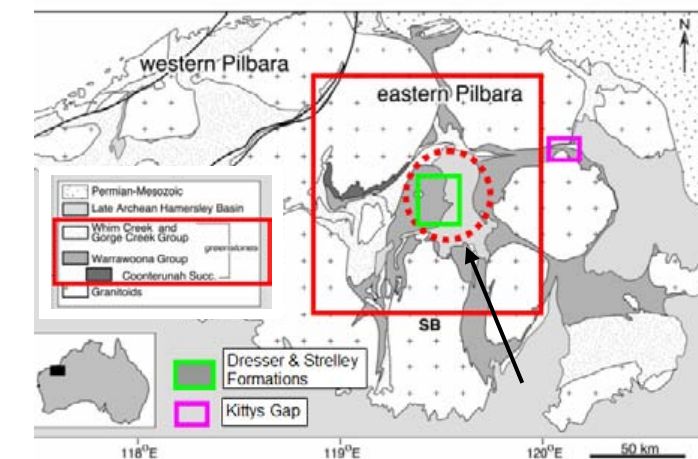 N
western Pilbara
eastern Pilbara
Permian-Mesozoic
Late Archean Hamersley Basin
Whim Creek and
Gorge Creek Group
greenstones
Warrawoona Group
Coonterunah Succ.
Granitoids
SB
Dresser & Strelley
Formations
Kittys Gap
118°E
119°E
120°E
50 km